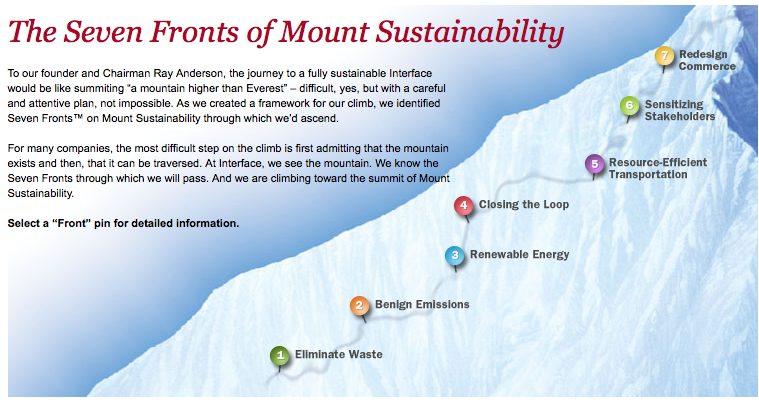 The Seven Fronts of Mount Sustainability
To our founder and Chairman Ray Anderson, the journey to a fully sustainable Interface
would be like summiting "a mountain higher than Everest" – difficult, yes, but with a careful
and attentive plan, not impossible. As we created a framework for our climb, we identified
Seven Fronts™ on Mount Sustainability through which we'd ascend.
For many companies, the most difficult step on the climb is first admitting that the mountain
exists and then, that it can be traversed. At Interface, we see the mountain. We know the
Seven Fronts through which we will pass. And we are climbing toward the summit of Mount
Sustainability.
Select a “Front” pin for detailed information.
7 Redesign
Commerce
6 Sensitizing
Stakeholders
5 Resource-Efficient
Transportation
4 Closing the Loop
3 Renewable Energy
2 Benign Emissions
1 Eliminate Waste